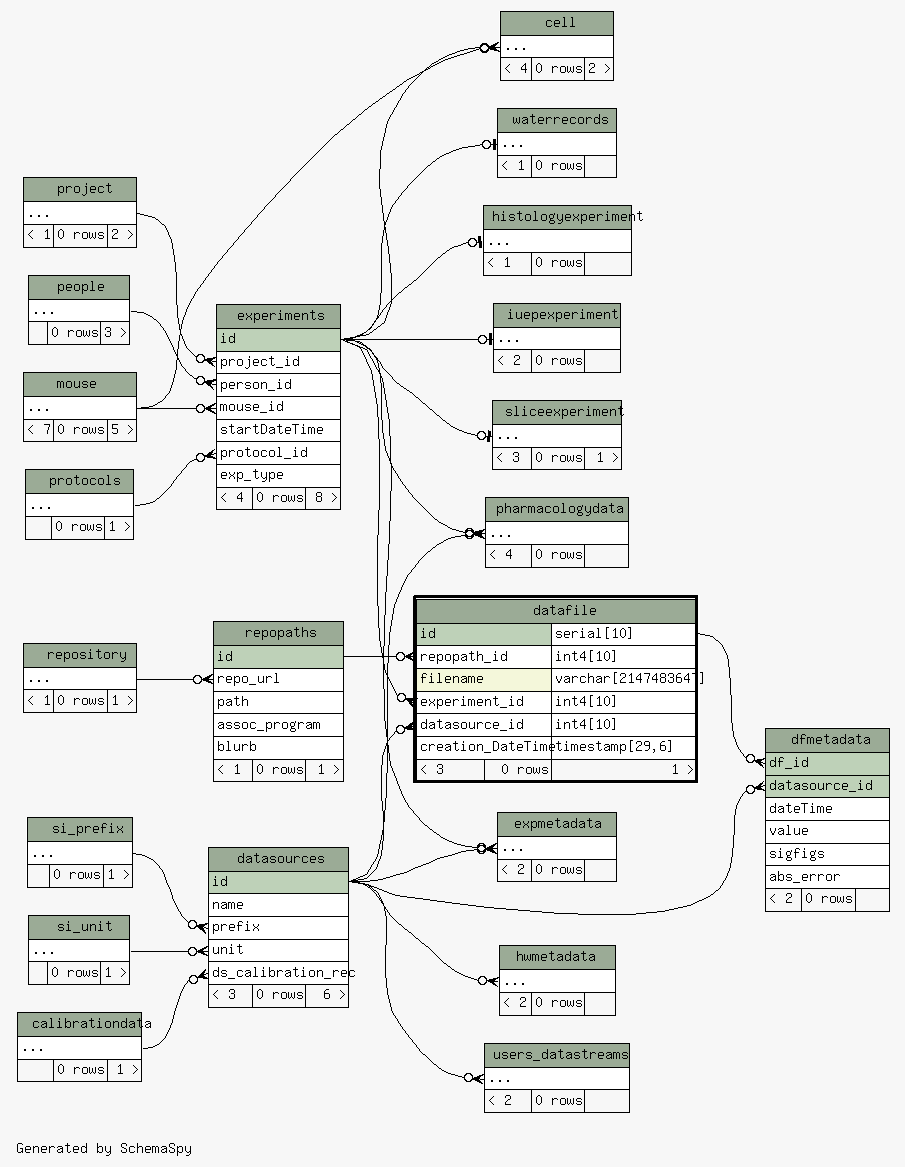 cell
...
< 4 0 rows 2 >
waterrecords
...
< 1 0 rows
project
...
< 1 0 rows 2 >
histologyexperiment
...
< 1 0 rows
people
...
0 rows 3 >
experiments
id
project_id
person_id
mouse_id
startDateTime
protocol_id
exp_type
< 4 0 rows 8 >
iuepexperiment
...
< 2 0 rows
mouse
...
< 7 0 rows 5 >
sliceexperiment
...
< 3 0 rows 1 >
protocols
...
0 rows 1 >
pharmacologydata
...
< 4 0 rows
datafile
id serial[10]
repopath_id int4[10]
filename varchar[2147483647]
experiment_id int4[10]
datasource_id int4[10]
creation_DateTime timestamp[29,6]
< 3 0 rows 1 >
repopaths
id
repo_url
path
assoc_program
blurb
< 1 0 rows 1 >
repository
...
< 1 0 rows 1 >
dfmetadata
df_id
datasource_id
dateTime
value
sigfigs
abs_error
< 2 0 rows
si_prefix
...
0 rows 1 >
expmetadata
...
< 2 0 rows
datasources
id
name
prefix
unit
ds_calibration_rec
< 3 0 rows 6 >
si_unit
...
0 rows 1 >
hwmetadata
...
< 2 0 rows
calibrationdata
...
0 rows 1 >
users_datastreams
...
< 2 0 rows
Generated by SchemaSpy